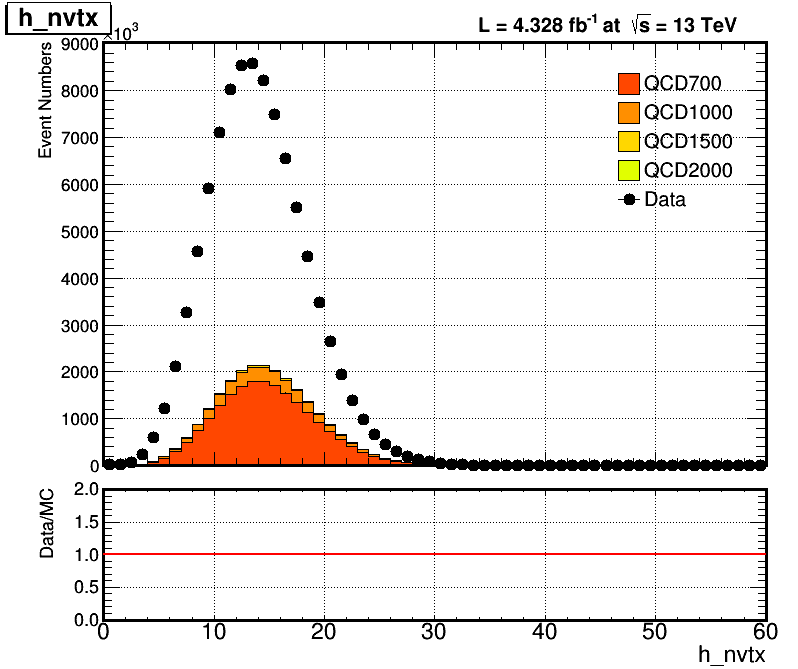 h_nvtx
L = 4.328 fb⁻¹ at √s = 13 TeV
×10³
Event Numbers
9000
8000
7000
6000
5000
4000
3000
2000
1000
0
QCD700
QCD1000
QCD1500
QCD2000
Data
Data/MC
2.0
1.5
1.0
0.5
0.0
0 10 20 30 40 50 60
h_nvtx